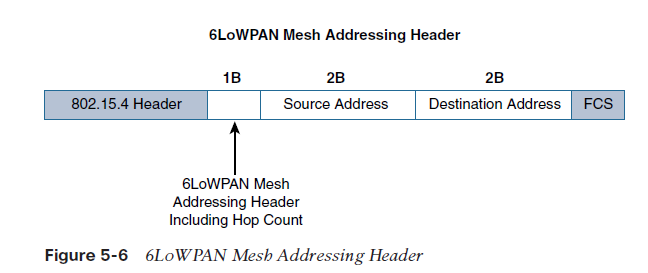 6LoWPAN Mesh Addressing Header
1B 2B 2B
802.15.4 Header Source Address Destination Address FCS
6LoWPAN Mesh
Addressing Header
Including Hop Count
Figure 5-6 6LoWPAN Mesh Addressing Header